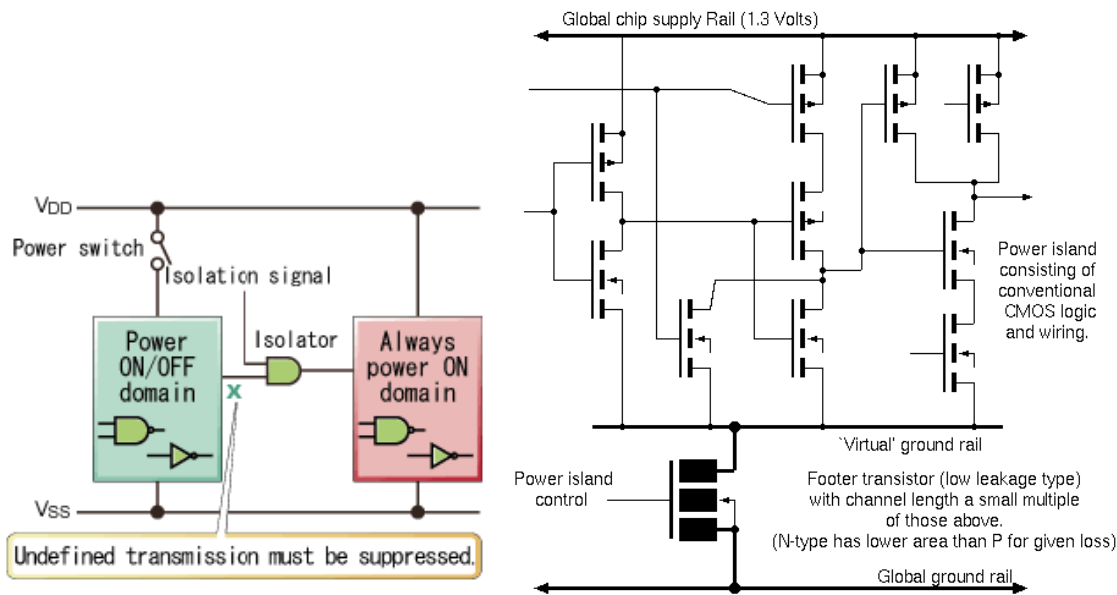 VDD
Power switch
Isolation signal
Isolator
Power
ON/OFF
domain
x
Always
power ON
domain
VSS
Undefined transmission must be suppressed.
Global chip supply Rail (1.3 Volts)
Power island
consisting of
conventional
CMOS logic
and wiring.
`Virtual' ground rail
Power island
control
Footer transistor (low leakage type)
with channel length a small multiple
of those above.
(N-type has lower area than P for given loss)
Global ground rail